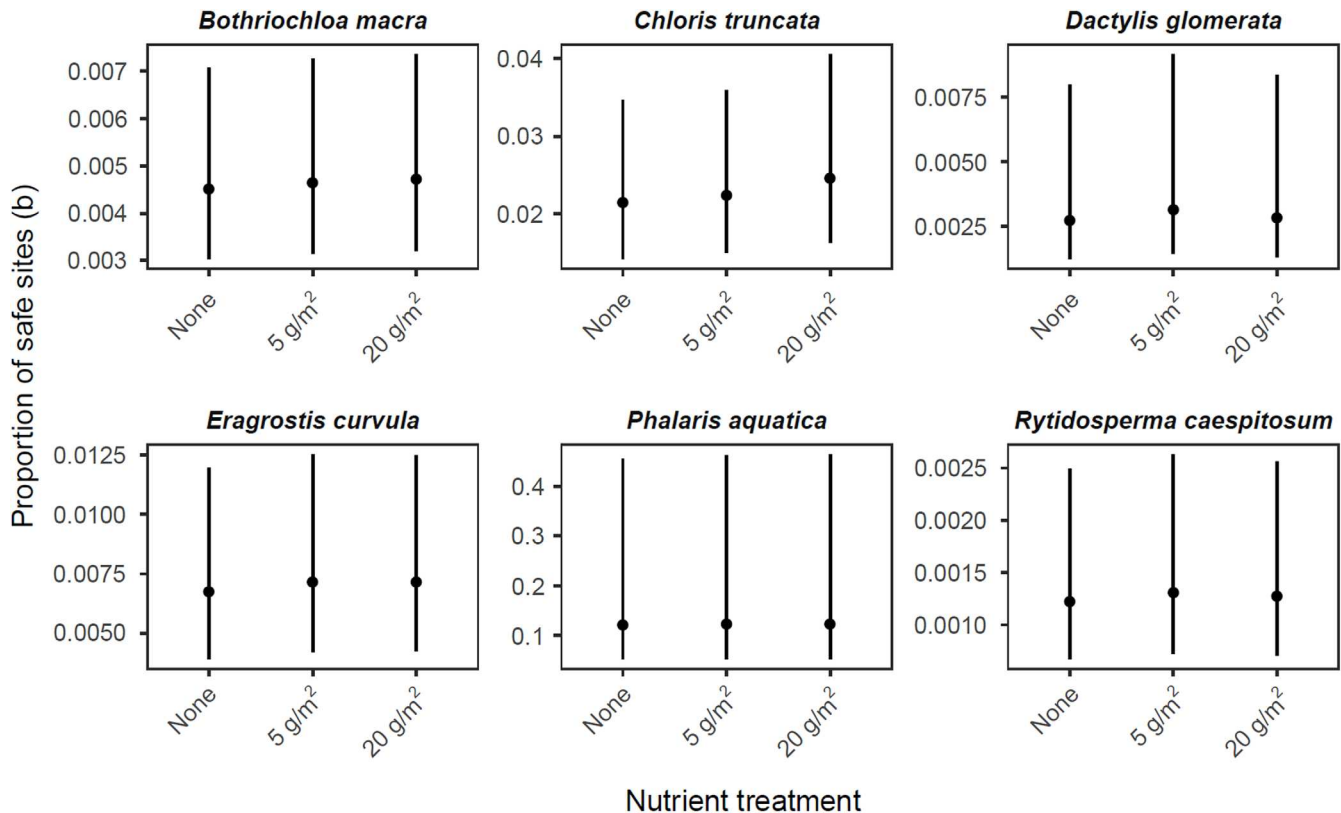 Bothriochloa macra
Chloris truncata
Dactylis glomerata
0.007
0.006
0.005
0.004
0.003
0.04
0.03
0.02
0.0075
0.0050
0.0025
None
5 g/m²
20 g/m²
None
5 g/m²
20 g/m²
None
5 g/m²
20 g/m²
Proportion of safe sites (b)
Eragrostis curvula
Phalaris aquatica
Rytidosperma caespitosum
0.0125
0.0100
0.0075
0.0050
0.4
0.3
0.2
0.1
0.0025
0.0020
0.0015
0.0010
None
5 g/m²
20 g/m²
None
5 g/m²
20 g/m²
None
5 g/m²
20 g/m²
Nutrient treatment